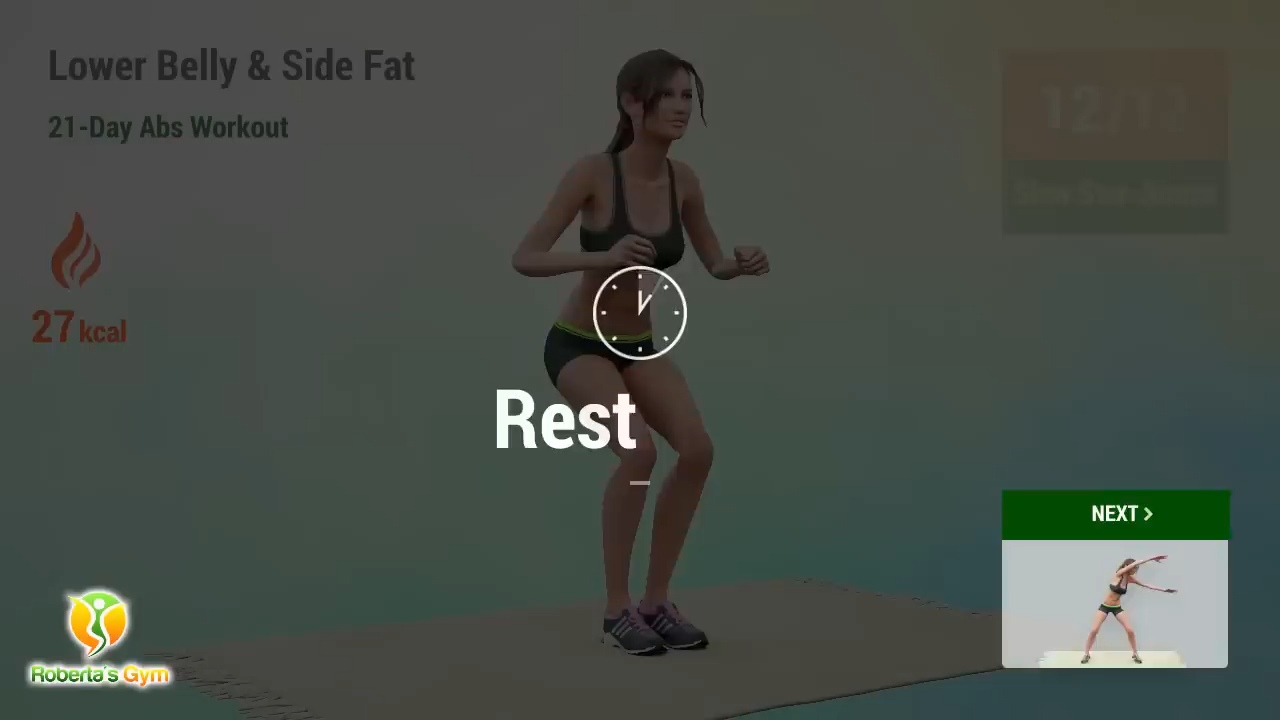 Lower Belly & Side Fat
21-Day Abs Workout
27 kcal
Rest
NEXT >
Roberta's Gym